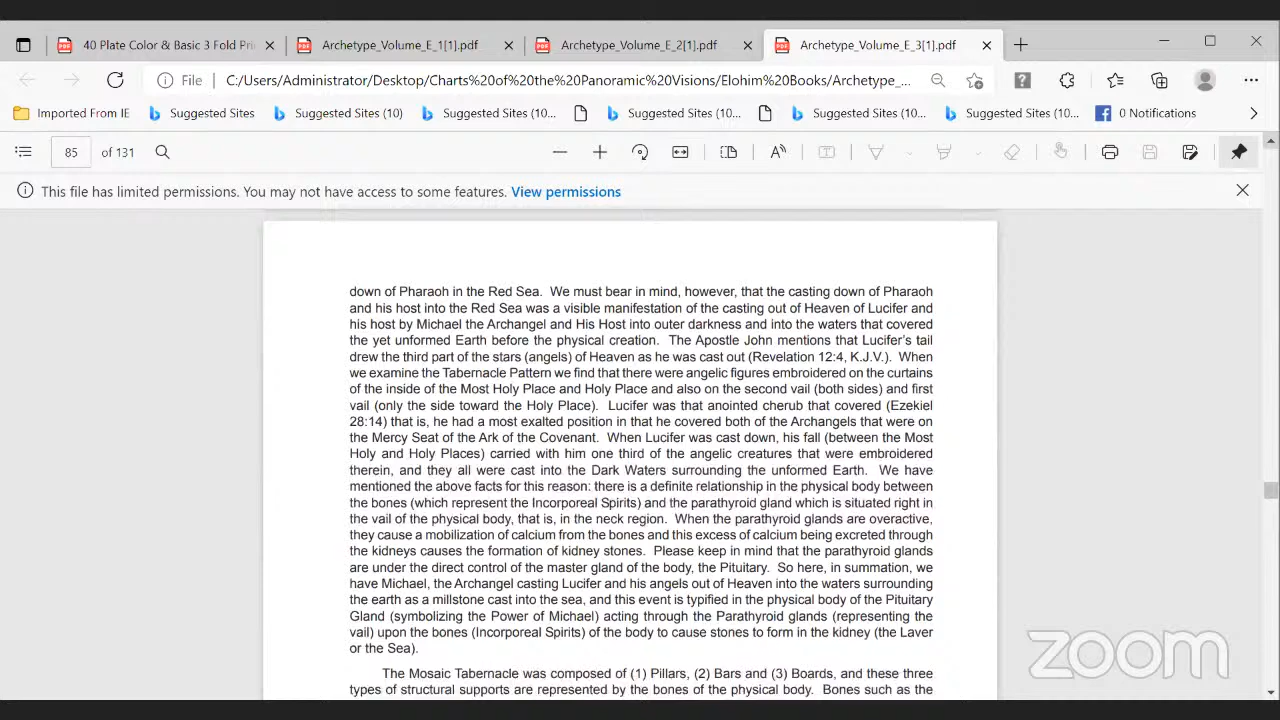 40 Plate Color & Basic 3 Fold Pri
Archetype_Volume_E_1[1].pdf
Archetype_Volume_E_2[1].pdf
Archetype_Volume_E_3[1].pdf
File
C:/Users/Administrator/Desktop/Charts%20of%20the%20Panoramic%20Visions/Elohim%20Books/Archetype_...
Imported From IE
Suggested Sites
Suggested Sites (10)
Suggested Sites (10...
Suggested Sites (10...
Suggested Sites (10...
Suggested Sites (10...
0 Notifications
85 of 131
This file has limited permissions. You may not have access to some features. View permissions
down of Pharaoh in the Red Sea. We must bear in mind, however, that the casting down of Pharaoh
and his host into the Red Sea was a visible manifestation of the casting out of Heaven of Lucifer and
his host by Michael the Archangel and His Host into outer darkness and into the waters that covered
the yet unformed Earth before the physical creation. The Apostle John mentions that Lucifer's tail
drew the third part of the stars (angels) of Heaven as he was cast out (Revelation 12:4, K.J.V.). When
we examine the Tabernacle Pattern we find that there were angelic figures embroidered on the curtains
of the inside of the Most Holy Place and Holy Place and also on the second vail (both sides) and first
vail (only the side toward the Holy Place). Lucifer was that anointed cherub that covered (Ezekiel
28:14) that is, he had a most exalted position in that he covered both of the Archangels that were on
the Mercy Seat of the Ark of the Covenant. When Lucifer was cast down, his fall (between the Most
Holy and Holy Places) carried with him one third of the angelic creatures that were embroidered
therein, and they all were cast into the Dark Waters surrounding the unformed Earth. We have
mentioned the above facts for this reason: there is a definite relationship in the physical body between
the bones (which represent the Incorporeal Spirits) and the parathyroid gland which is situated right in
the vail of the physical body, that is, in the neck region. When the parathyroid glands are overactive,
they cause a mobilization of calcium from the bones and this excess of calcium being excreted through
the kidneys causes the formation of kidney stones. Please keep in mind that the parathyroid glands
are under the direct control of the master gland of the body, the Pituitary. So here, in summation, we
have Michael, the Archangel casting Lucifer and his angels out of Heaven into the waters surrounding
the earth as a millstone cast into the sea, and this event is typified in the physical body of the Pituitary
Gland (symbolizing the Power of Michael) acting through the Parathyroid glands (representing the
vail) upon the bones (Incorporeal Spirits) of the body to cause stones to form in the kidney (the Laver
or the Sea).
The Mosaic Tabernacle was composed of (1) Pillars, (2) Bars and (3) Boards, and these three
types of structural supports are represented by the bones of the physical body. Bones such as the
zoom